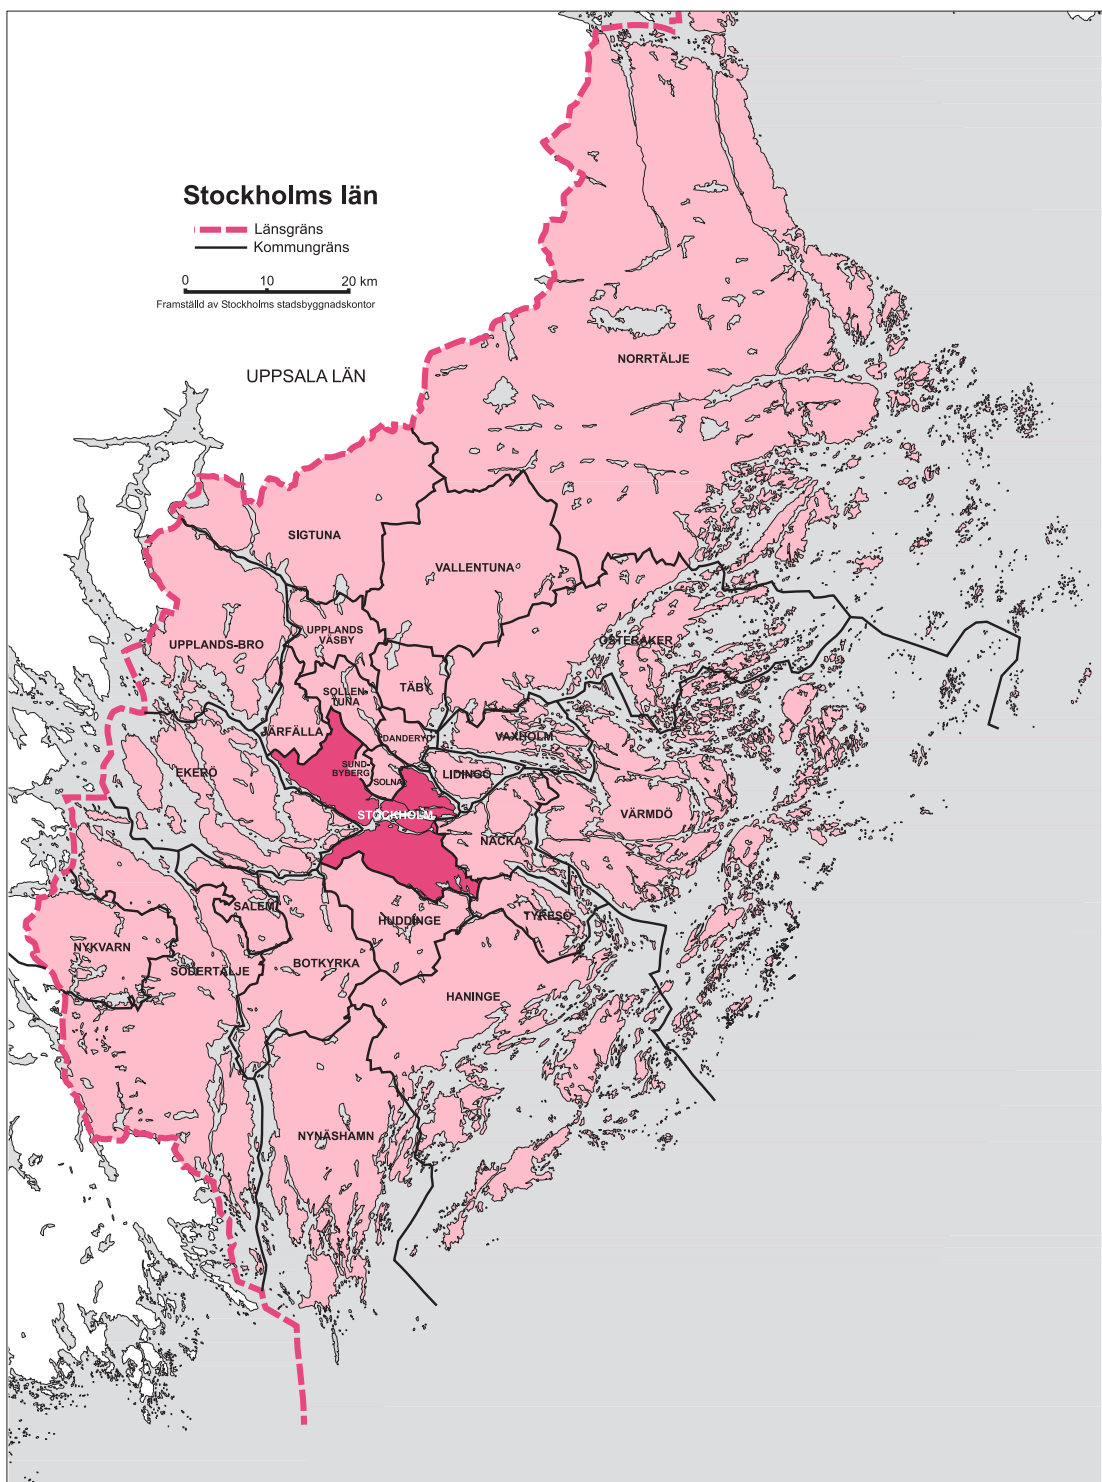 Stockholms län
Länsgräns
Kommungräns
0 10 20 km
Framställd av Stockholms stadsbyggnadskontor
NORRTÄLJE
UPPSALA LÄN
SIGTUNA
VALLENTUNA
UPPLANDS
VÄSBY
UPPLANDS-BRO
ÖSTERÅKER
TÄBY
SOLLEN-
TUNA
JÄRFÄLLA
DANDERYD
VAXHOLM
SUND-
BYBERG
EKERÖ
LIDINGÖ
SOLNA
STOCKHOLM
VÄRMDÖ
NACKA
SALEM
HUDDINGE
TYRESÖ
NYKVARN
SÖDERTÄLJE
BOTKYRKA
HANINGE
NYNÄSHAMN